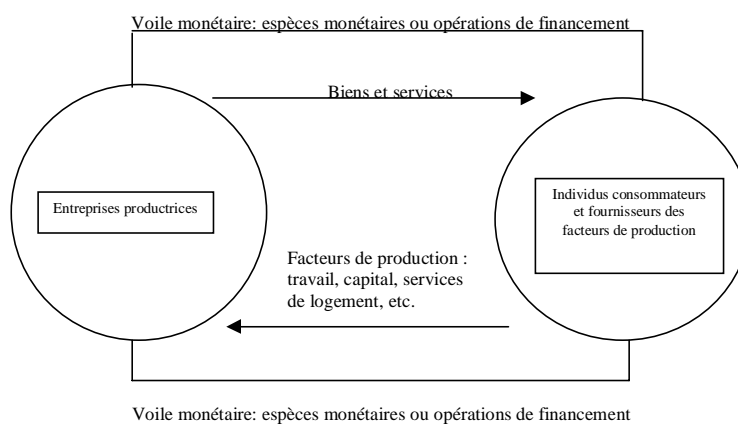 Voile monétaire: espèces monétaires ou opérations de financement
Biens et services
Entreprises productrices
Individus consommateurs
et fournisseurs des
facteurs de production
Facteurs de production :
travail, capital, services
de logement, etc.
Voile monétaire: espèces monétaires ou opérations de financement